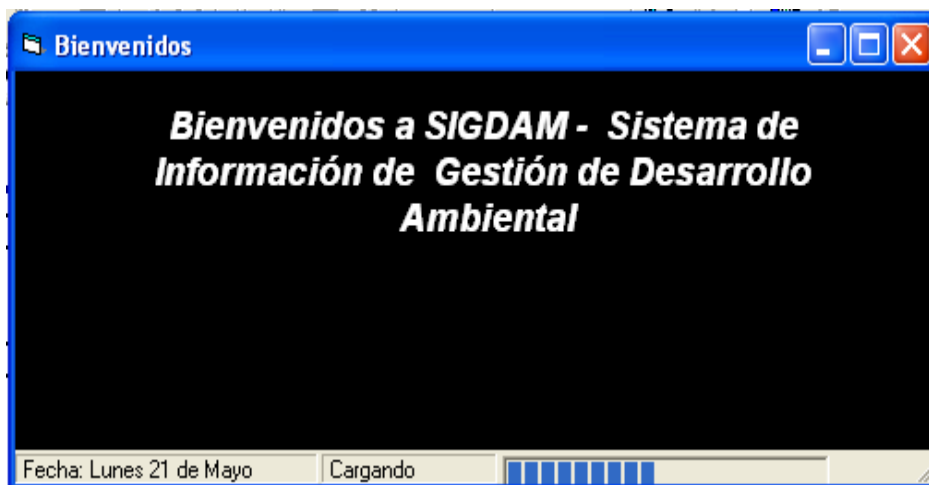 Bienvenidos
Bienvenidos a SIGDAM - Sistema de
Información de Gestión de Desarrollo
Ambiental
Fecha: Lunes 21 de Mayo
Cargando